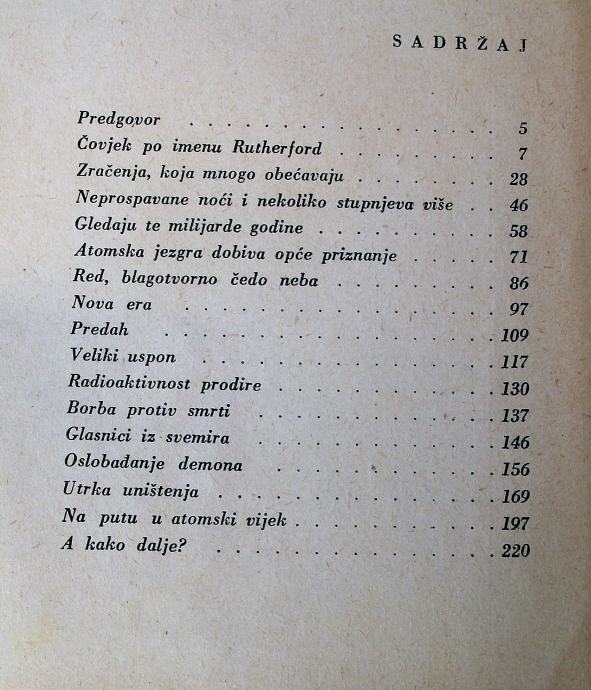 SADRŽAJ
Predgovor . . . . . . . . . . . . . . 5
Čovjek po imenu Rutherford . . . . . . . . 7
Zračenja, koja mnogo obećavaju . . . . . . . 28
Neprospavane noći i nekoliko stupnjeva više . . 46
Gledaju te milijarde godine . . . . . . . . 58
Atomska jezgra dobiva opće priznanje . . . . . 71
Red, blagotvorno čedo neba . . . . . . . . 86
Nova era . . . . . . . . . . . . . . 97
Predah . . . . . . . . . . . . . . . 109
Veliki uspon . . . . . . . . . . . . . 117
Radioaktivnost prodire . . . . . . . . . . 130
Borba protiv smrti . . . . . . . . . . . 137
Glasnici iz svemira . . . . . . . . . . . 146
Oslobađanje demona . . . . . . . . . . 156
Utrka uništenja . . . . . . . . . . . . 169
Na putu u atomski vijek . . . . . . . . . 197
A kako dalje? . . . . . . . . . . . . 220